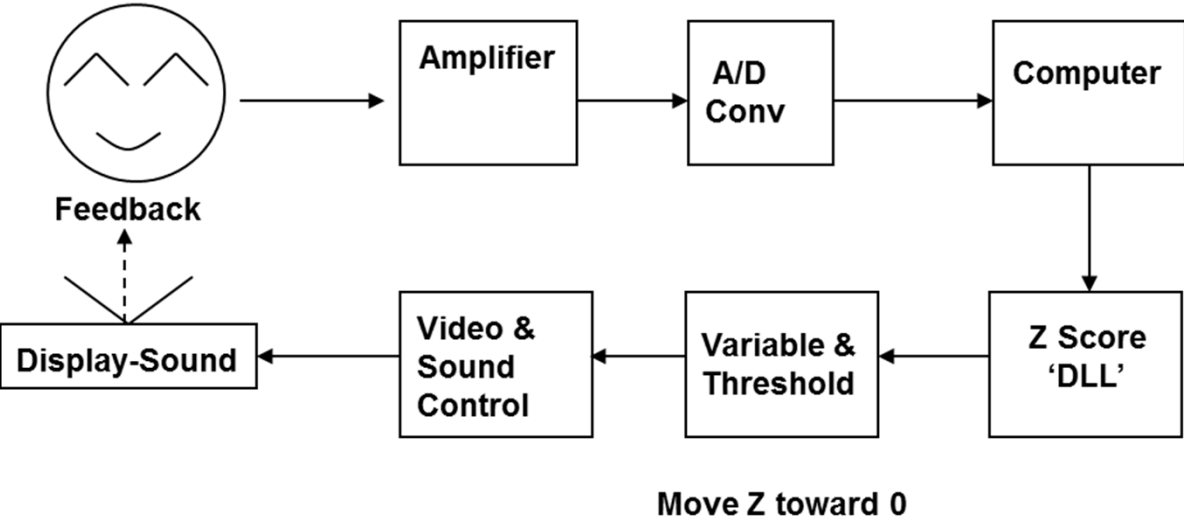 Amplifier
A/D
Conv
Computer
Feedback
Display-Sound
Video &
Sound
Control
Variable &
Threshold
Z Score
‘DLL’
Move Z toward 0